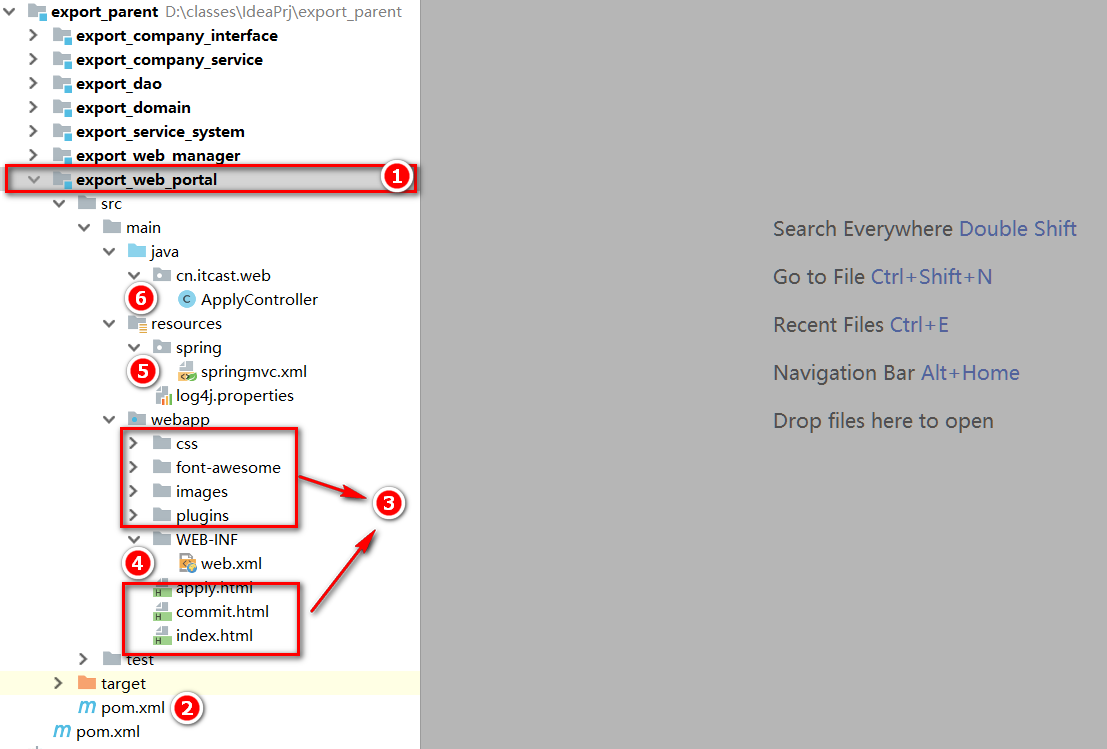 export_parent D:\classes\IdeaPrj\export_parent
export_company_interface
export_company_service
export_dao
export_domain
export_service_system
export_web_manager
export_web_portal 1
src
main
java
cn.itcast.web
6 C ApplyController
resources
spring
5 springmvc.xml
log4j.properties
webapp
css
font-awesome
images
plugins
3
WEB-INF
4 web.xml
H apply.html
H commit.html
H index.html
test
target
m pom.xml 2
m pom.xml
Search Everywhere Double Shift
Go to File Ctrl+Shift+N
Recent Files Ctrl+E
Navigation Bar Alt+Home
Drop files here to open